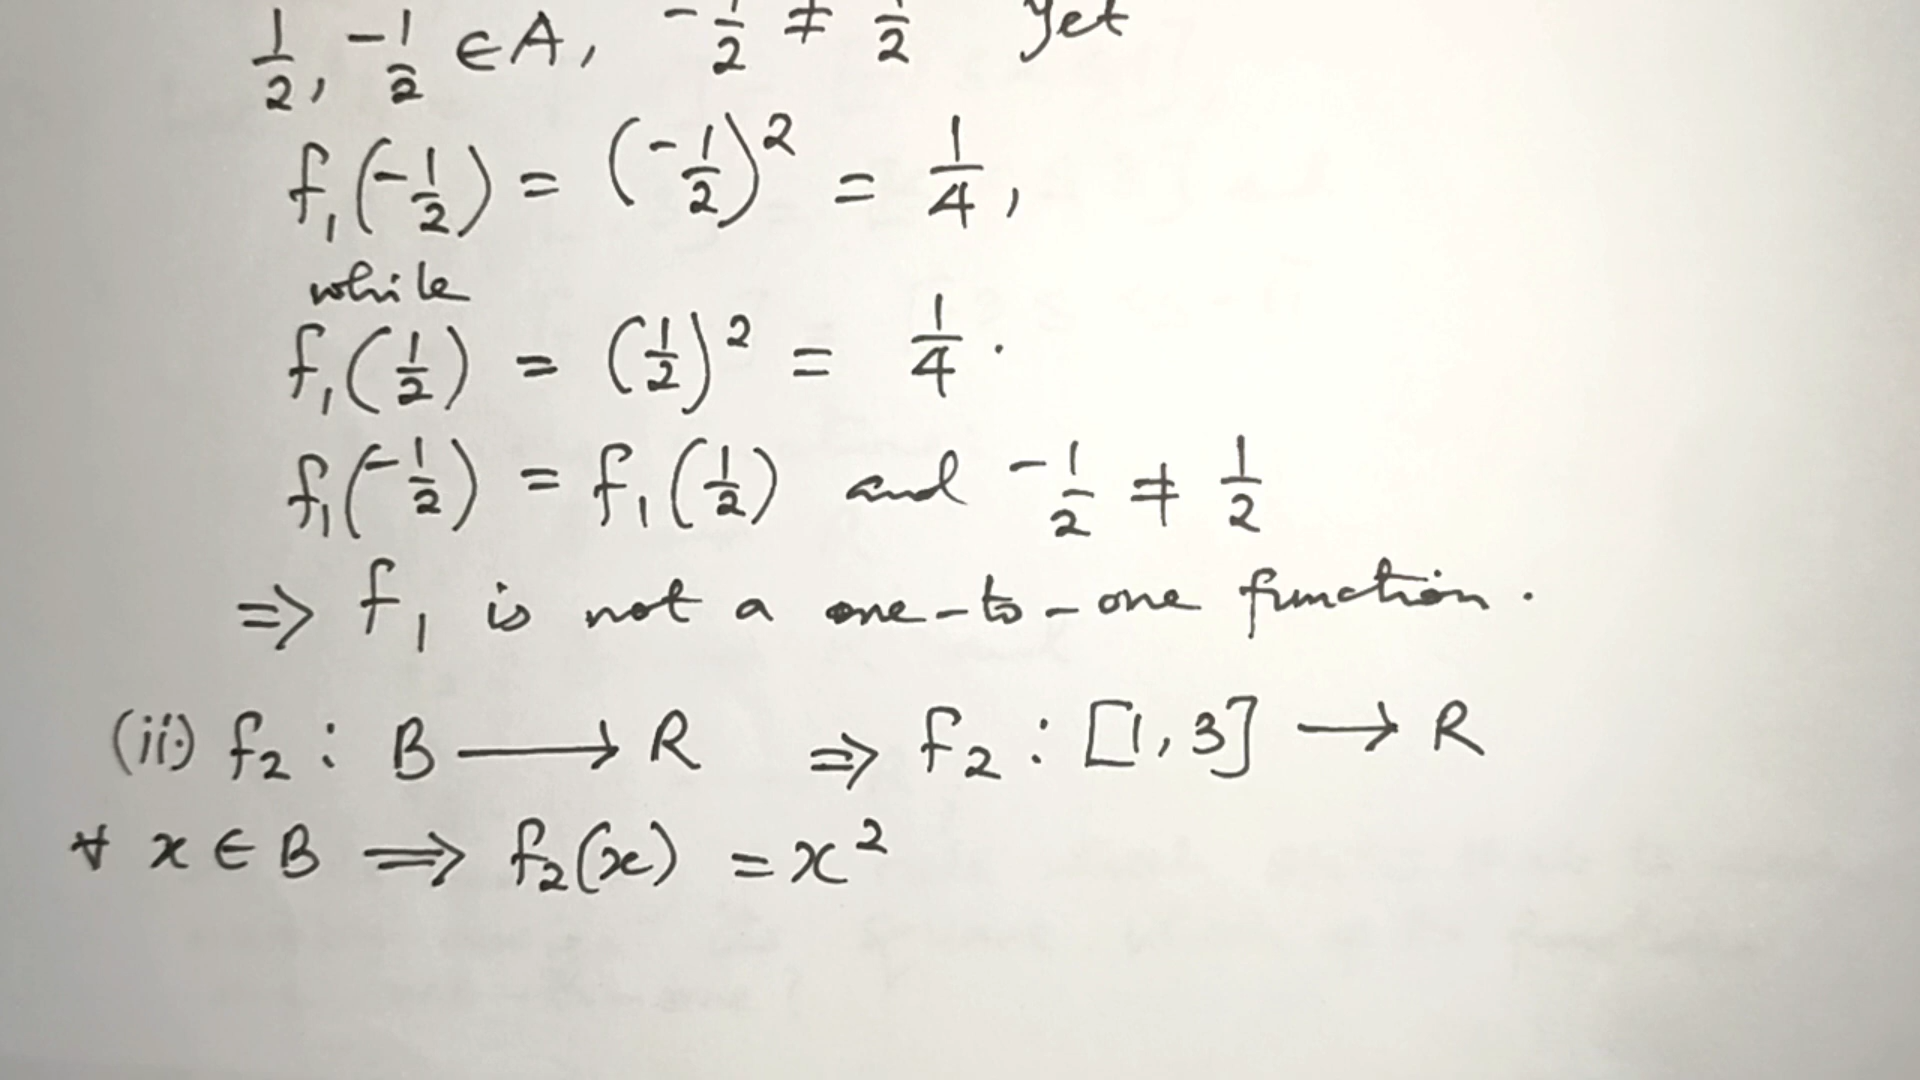 1/2, -1/2 ∈ A, -1/2 ≠ 1/2 Yet
f₁(-1/2) = (-1/2)² = 1/4,
while
f₁(1/2) = (1/2)² = 1/4.
f₁(-1/2) = f₁(1/2) and -1/2 ≠ 1/2
⇒ f₁ is not a one-to-one function.
(ii) f₂ : B ⟶ R ⇒ f₂ : [1, 3] ⟶ R
∀ x ∈ B ⟹ f₂(x) = x²